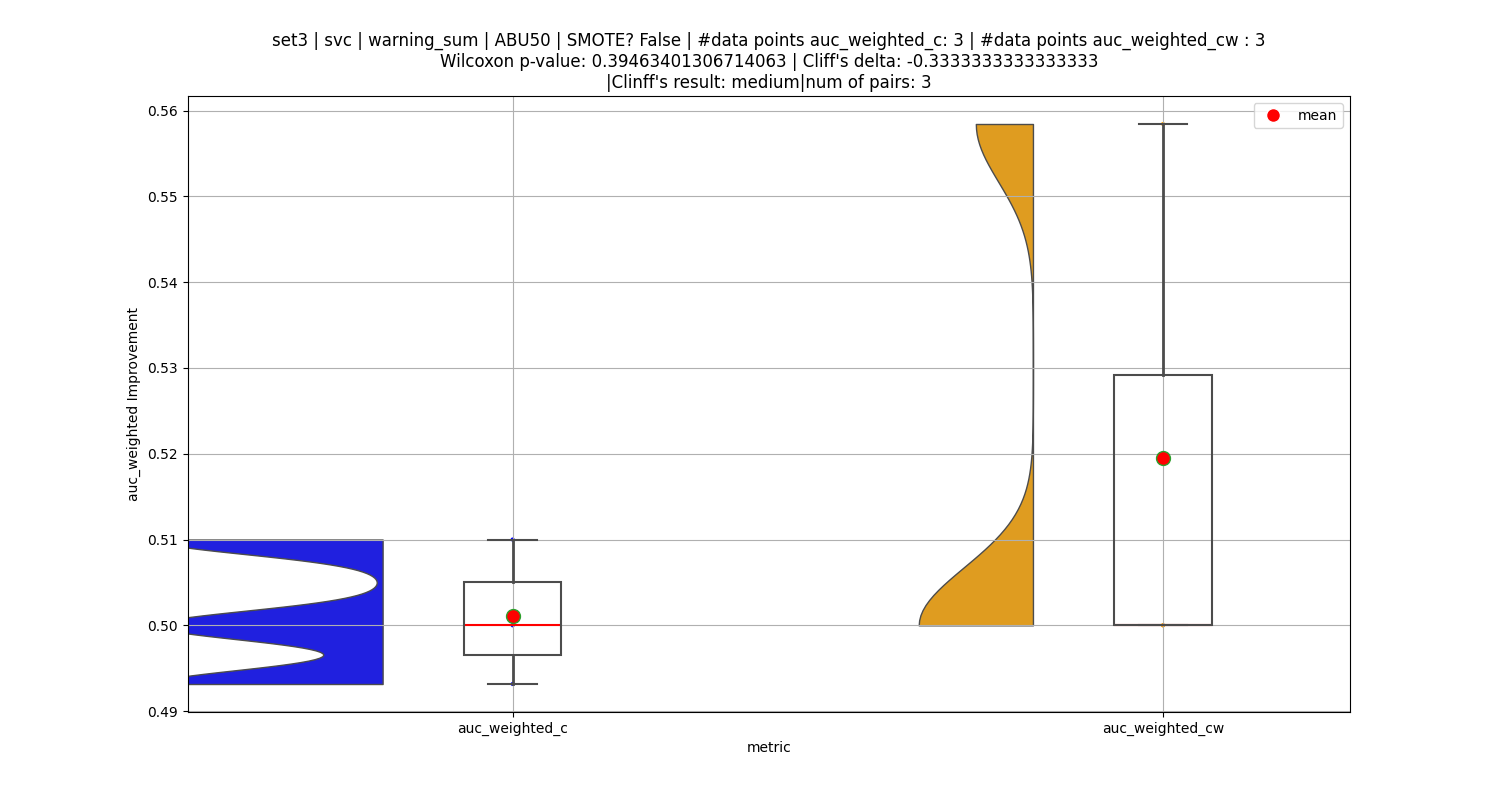 set3 | svc | warning_sum | ABU50 | SMOTE? False | #data points auc_weighted_c: 3 | #data points auc_weighted_cw : 3
Wilcoxon p-value: 0.39463401306714063 | Cliff's delta: -0.3333333333333333
|Clinff's result: medium|num of pairs: 3
mean
0.56
0.55
0.54
0.53
0.52
0.51
0.50
0.49
auc_weighted Improvement
auc_weighted_c
auc_weighted_cw
metric